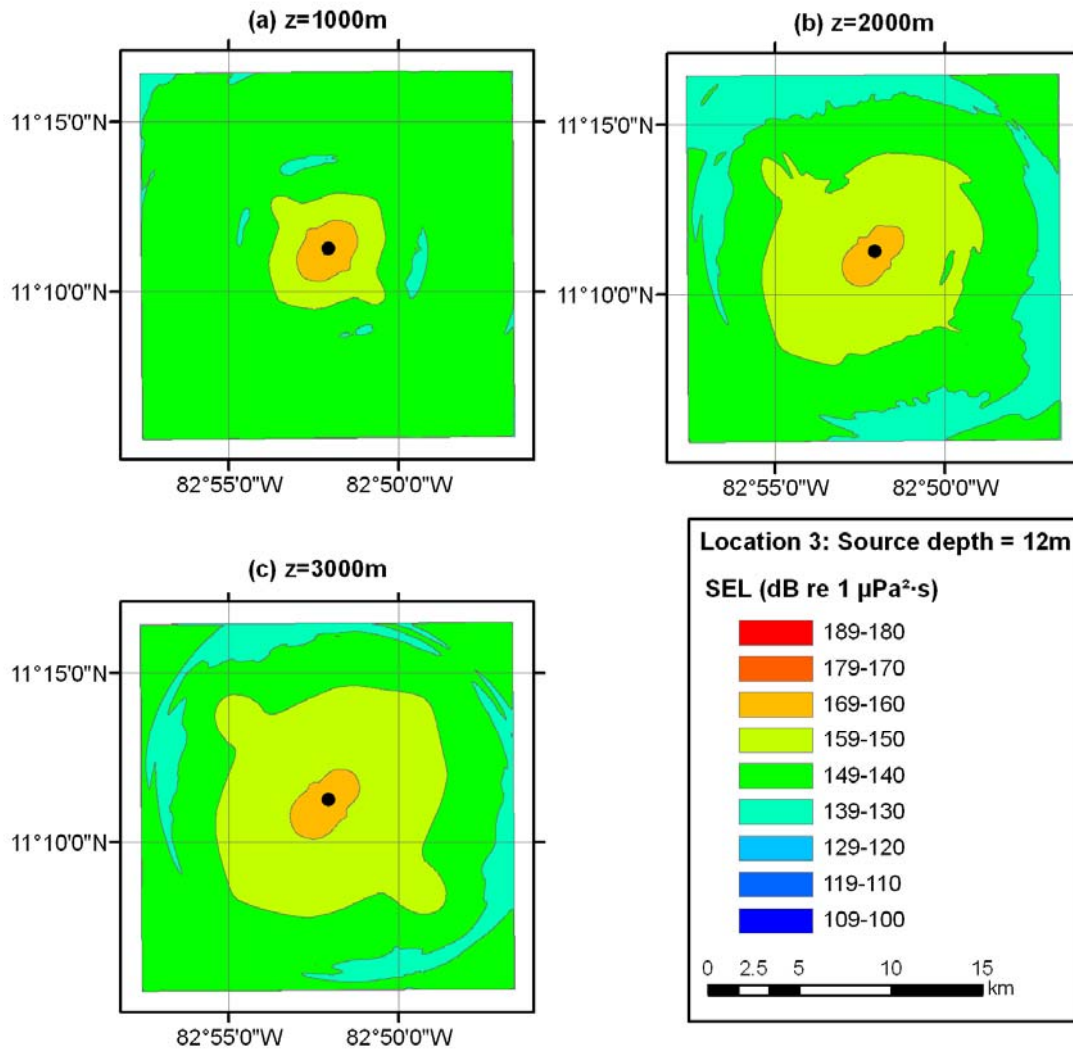 (a) z=1000m
11°15'0"N
11°10'0"N
82°55'0"W 82°50'0"W
(b) z=2000m
11°15'0"N
11°10'0"N
82°55'0"W 82°50'0"W
(c) z=3000m
11°15'0"N
11°10'0"N
82°55'0"W 82°50'0"W
Location 3: Source depth = 12m
SEL (dB re 1 µPa²·s)
189-180
179-170
169-160
159-150
149-140
139-130
129-120
119-110
109-100
0 2.5 5 10 15
km